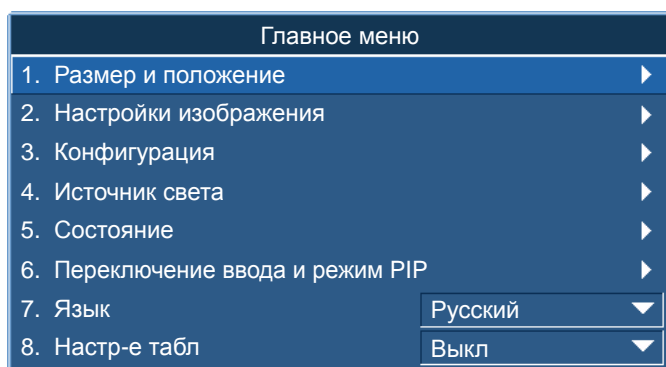 Главное меню
1. Размер и положение
2. Настройки изображения
3. Конфигурация
4. Источник света
5. Состояние
6. Переключение ввода и режим PIP
7. Язык Русский
8. Настр-е табл Выкл